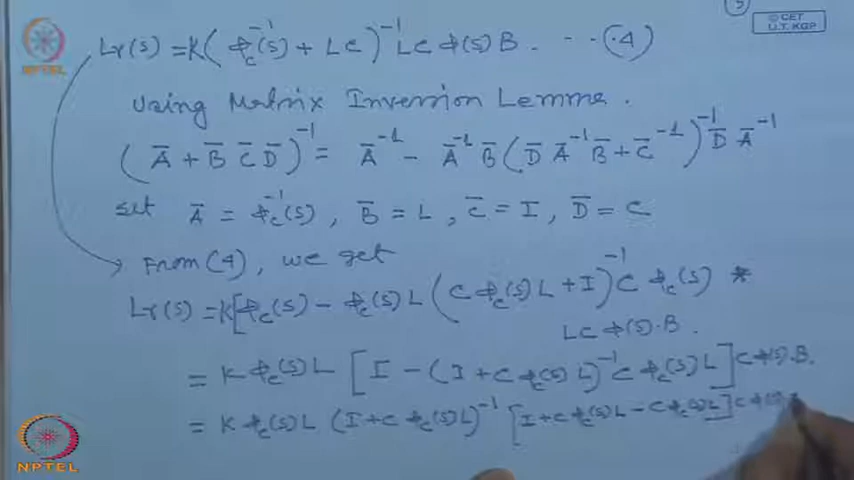 5
© CET
I.I.T. KGP
NPTEL
Lr(s) = K(Φc⁻¹(s) + LC)⁻¹ LC Φ(s) B. - - - (·4)
Using Matrix Inversion Lemma.
(Ā + B̄ C̄ D̄)⁻¹ = Ā⁻¹ - Ā⁻¹ B̄ (D̄ Ā⁻¹ B̄ + C̄⁻¹)⁻¹ D̄ Ā⁻¹
set Ā = Φc⁻¹(s), B̄ = L, C̄ = I, D̄ = C
From (4), we get
Lr(s) = K[Φc(s) - Φc(s) L (C Φc(s) L + I)⁻¹ C Φc(s) *
LC Φ(s)·B.
= K Φc(s) L [I - (I + C Φc(s) L)⁻¹ C Φc(s) L] C Φ(s)·B.
= K Φc(s) L (I + C Φc(s) L)⁻¹ [I + C Φc(s) L - C Φc(s) L] C Φ(s)
NPTEL